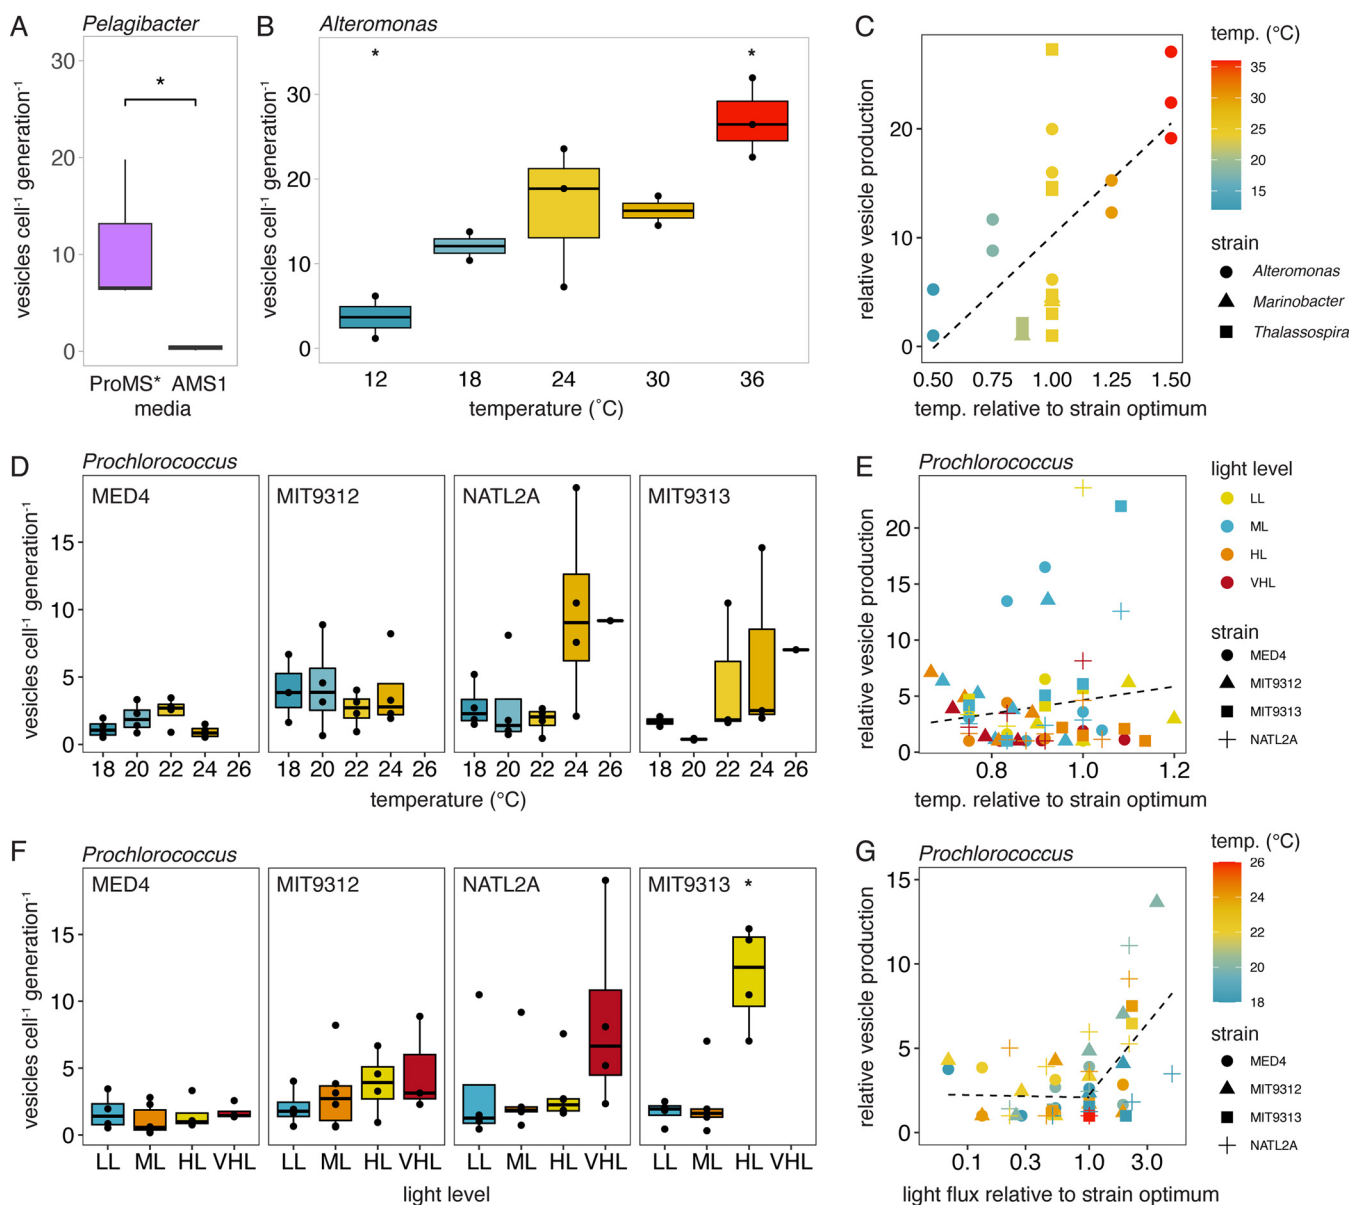 A
Pelagibacter
vesicles cell⁻¹ generation⁻¹
30
20
10
0
*
ProMS* AMS1
media
B
Alteromonas
vesicles cell⁻¹ generation⁻¹
30
20
10
0
* *
12 18 24 30 36
temperature (˚C)
C
relative vesicle production
20
10
0
0.50 0.75 1.00 1.25 1.50
temp. relative to strain optimum
temp. (°C)
35
30
25
20
15
strain
Alteromonas
Marinobacter
Thalassospira
D
Prochlorococcus
MED4 MIT9312 NATL2A MIT9313
vesicles cell⁻¹ generation⁻¹
15
10
5
0
18 20 22 24 26 18 20 22 24 26 18 20 22 24 26 18 20 22 24 26
temperature (°C)
E
Prochlorococcus
relative vesicle production
20
15
10
5
0
0.8 1.0 1.2
temp. relative to strain optimum
light level
LL
ML
HL
VHL
strain
MED4
MIT9312
MIT9313
NATL2A
F
Prochlorococcus
MED4 MIT9312 NATL2A MIT9313
*
vesicles cell⁻¹ generation⁻¹
15
10
5
0
LL ML HL VHL LL ML HL VHL LL ML HL VHL LL ML HL VHL
light level
G
Prochlorococcus
relative vesicle production
15
10
5
0
0.1 0.3 1.0 3.0
light flux relative to strain optimum
temp. (°C)
26
24
22
20
18
strain
MED4
MIT9312
MIT9313
NATL2A